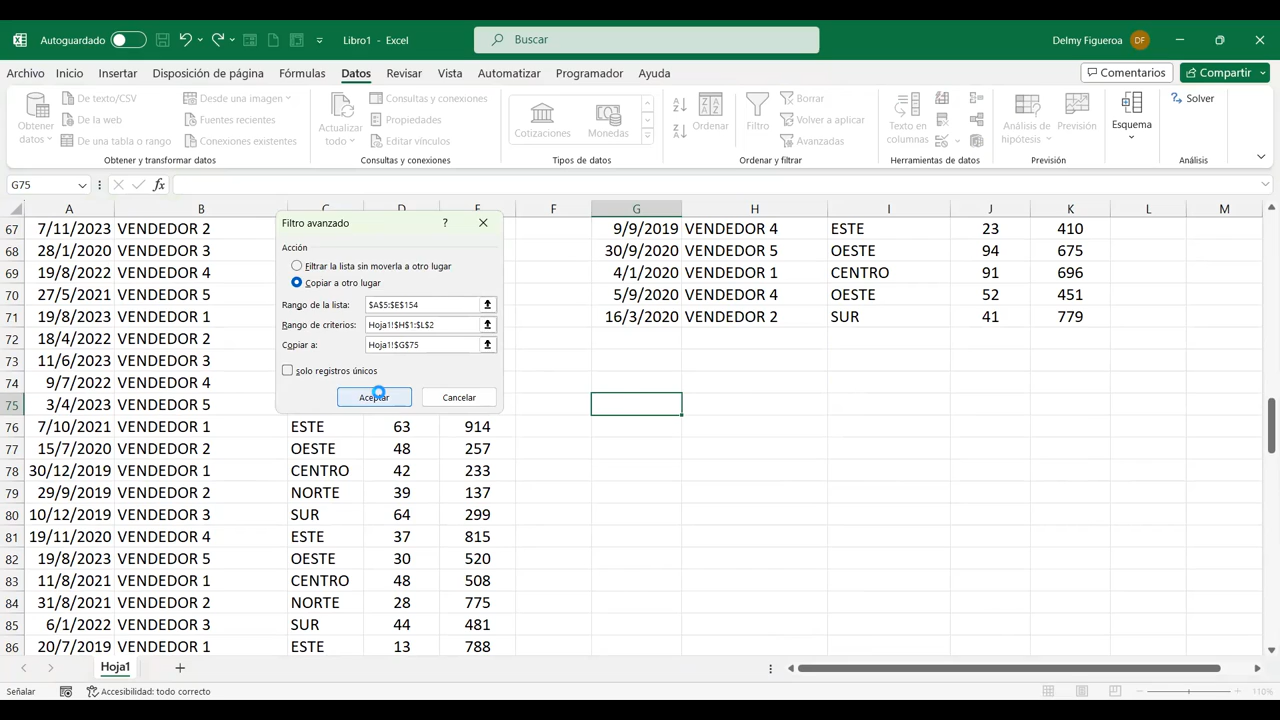 Autoguardado
Libro1 - Excel
Buscar
Delmy Figueroa DF
Archivo Inicio Insertar Disposición de página Fórmulas Datos Revisar Vista Automatizar Programador Ayuda
Comentarios Compartir
Obtener datos
De texto/CSV
De la web
De una tabla o rango
Desde una imagen
Fuentes recientes
Conexiones existentes
Obtener y transformar datos
Actualizar todo
Consultas y conexiones
Propiedades
Editar vínculos
Consultas y conexiones
Cotizaciones Monedas
Tipos de datos
Ordenar
Filtro
Borrar
Volver a aplicar
Avanzadas
Ordenar y filtrar
Texto en columnas
Herramientas de datos
Análisis de hipótesis
Previsión
Previsión
Esquema
Solver
Análisis
G75
fx
A B C D E F G H I J K L M
Filtro avanzado ?
Acción
Filtrar la lista sin moverla a otro lugar
Copiar a otro lugar
Rango de la lista: $A$5:$E$154
Rango de criterios: Hoja1!$H$1:$L$2
Copiar a: Hoja1!$G$75
Solo registros únicos
Aceptar Cancelar
67 7/11/2023 VENDEDOR 2 9/9/2019 VENDEDOR 4 ESTE 23 410
68 28/1/2020 VENDEDOR 3 30/9/2020 VENDEDOR 5 OESTE 94 675
69 19/8/2022 VENDEDOR 4 4/1/2020 VENDEDOR 1 CENTRO 91 696
70 27/5/2021 VENDEDOR 5 5/9/2020 VENDEDOR 4 OESTE 52 451
71 19/8/2023 VENDEDOR 1 16/3/2020 VENDEDOR 2 SUR 41 779
72 18/4/2022 VENDEDOR 2
73 11/6/2023 VENDEDOR 3
74 9/7/2022 VENDEDOR 4
75 3/4/2023 VENDEDOR 5
76 7/10/2021 VENDEDOR 1 ESTE 63 914
77 15/7/2020 VENDEDOR 2 OESTE 48 257
78 30/12/2019 VENDEDOR 1 CENTRO 42 233
79 29/9/2019 VENDEDOR 2 NORTE 39 137
80 10/12/2019 VENDEDOR 3 SUR 64 299
81 19/11/2020 VENDEDOR 4 ESTE 37 815
82 19/8/2023 VENDEDOR 5 OESTE 30 520
83 11/8/2021 VENDEDOR 1 CENTRO 48 508
84 31/8/2021 VENDEDOR 2 NORTE 28 775
85 6/1/2022 VENDEDOR 3 SUR 44 481
86 20/7/2019 VENDEDOR 1 ESTE 13 788
Hoja1
Señalar
Accesibilidad: todo correcto
110%